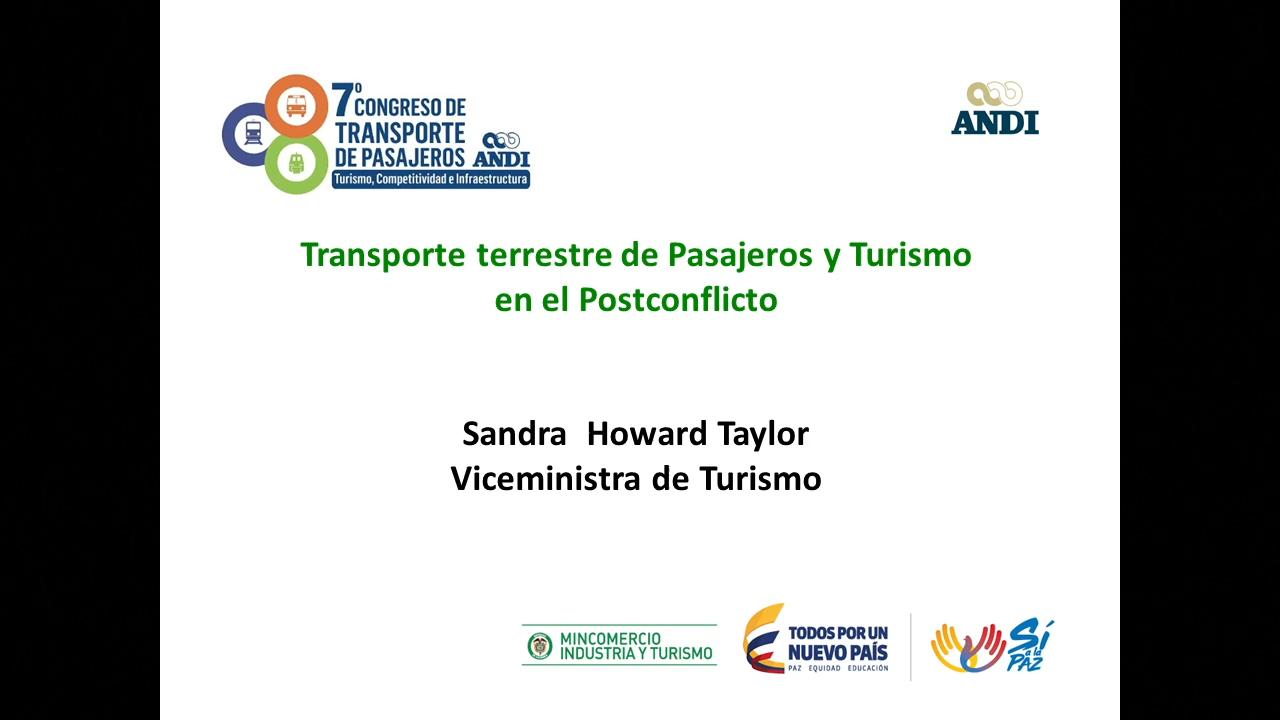 7º CONGRESO DE
TRANSPORTE
DE PASAJEROS ANDI
Turismo, Competitividad e Infraestructura
ANDI
Transporte terrestre de Pasajeros y Turismo
en el Postconflicto
Sandra Howard Taylor
Viceministra de Turismo
MINCOMERCIO
INDUSTRIA Y TURISMO
TODOS POR UN
NUEVO PAÍS
PAZ EQUIDAD EDUCACIÓN
Sí
a la
PAZ